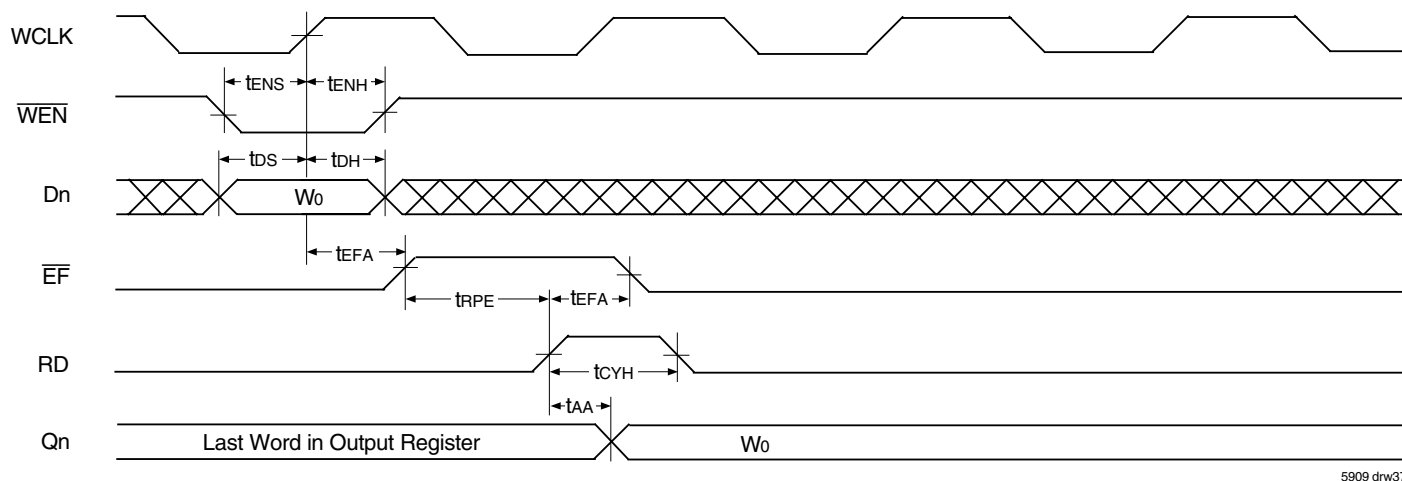 WCLK
tENS
tENH
WEN
tDS
tDH
Dn
W0
tEFA
EF
tRPE
tEFA
RD
tCYH
tAA
Qn
Last Word in Output Register
W0
5909 drw37